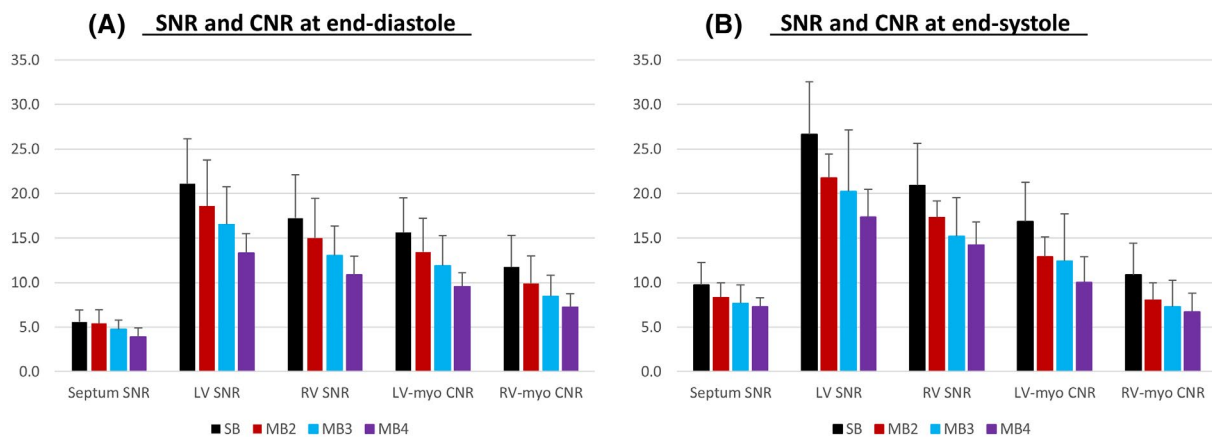 (A) SNR and CNR at end-diastole
35.0
30.0
25.0
20.0
15.0
10.0
5.0
0.0
Septum SNR LV SNR RV SNR LV-myo CNR RV-myo CNR
SB MB2 MB3 MB4
(B) SNR and CNR at end-systole
35.0
30.0
25.0
20.0
15.0
10.0
5.0
0.0
Septum SNR LV SNR RV SNR LV-myo CNR RV-myo CNR
SB MB2 MB3 MB4